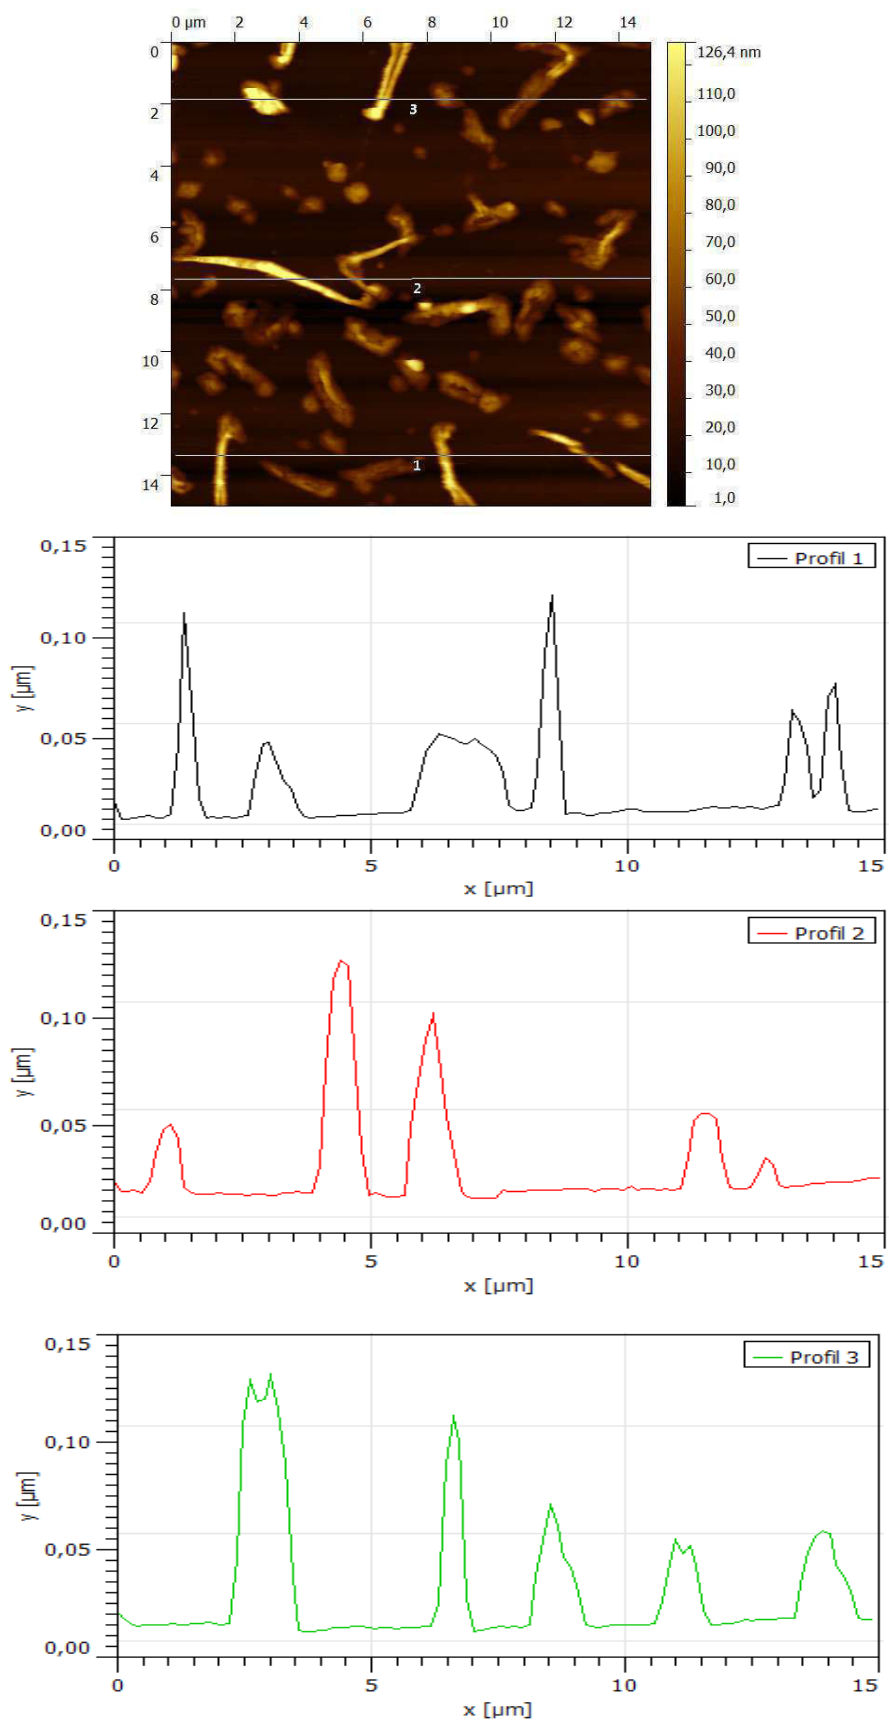 0 µm 2 4 6 8 10 12 14
0
2
4
6
8
10
12
14
3
2
1
126,4 nm
110,0
100,0
90,0
80,0
70,0
60,0
50,0
40,0
30,0
20,0
10,0
1,0
0,15
0,10
0,05
0,00
y [µm]
Profil 1
0 5 10 15
x [µm]
0,15
0,10
0,05
0,00
y [µm]
Profil 2
0 5 10 15
x [µm]
0,15
0,10
0,05
0,00
y [µm]
Profil 3
0 5 10 15
x [µm]